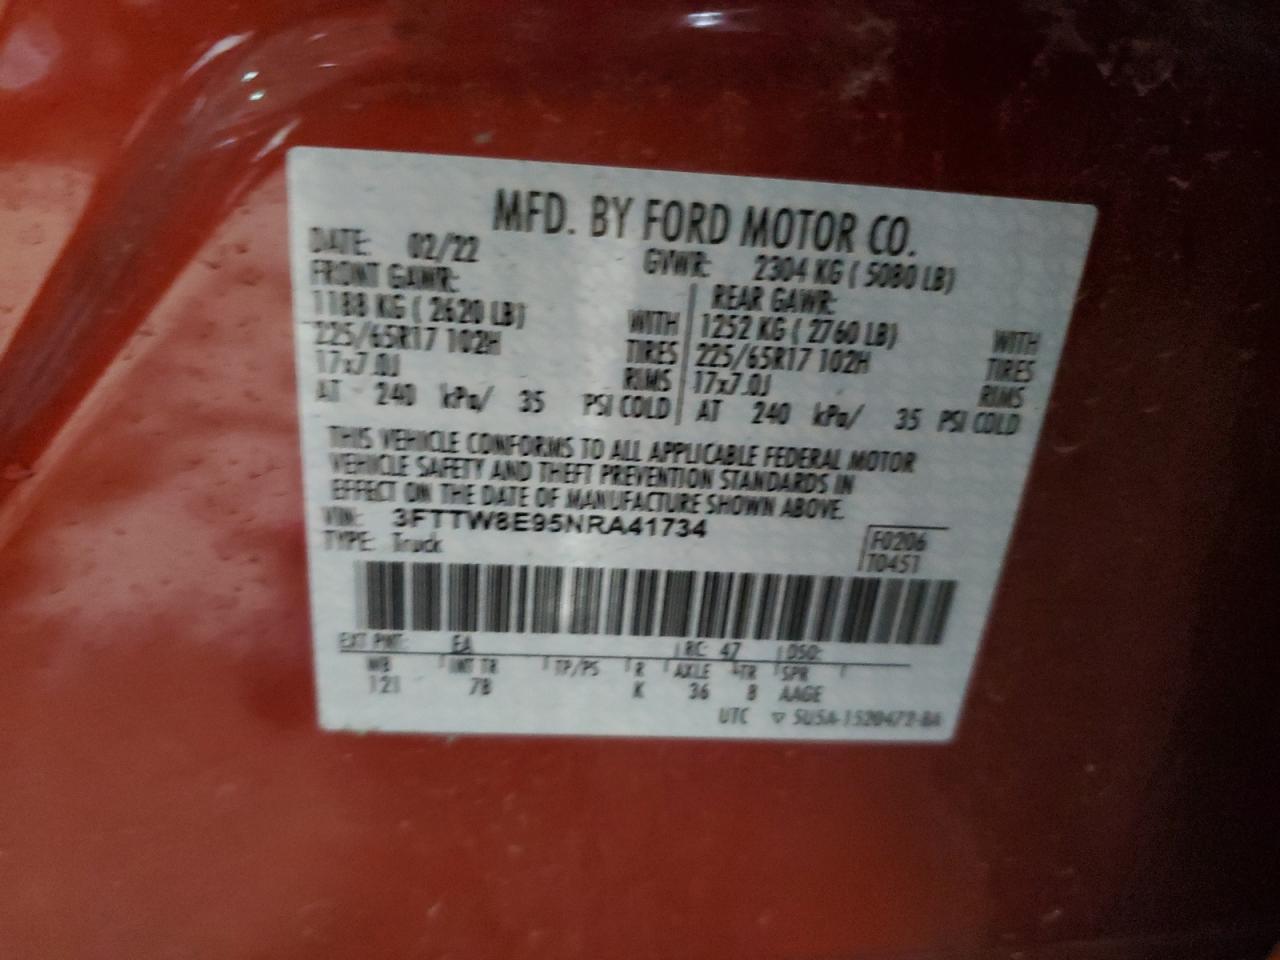 MFD. BY FORD MOTOR CO.
DATE: 02/22 GVWR: 2304 KG ( 5080 LB)
FRONT GAWR: REAR GAWR:
1188 KG ( 2620 LB) WITH 1252 KG ( 2760 LB) WITH
225/65R17 102H TIRES 225/65R17 102H TIRES
17x7.0J RIMS 17x7.0J RIMS
AT 240 kPa/ 35 PSI COLD AT 240 kPa/ 35 PSI COLD
THIS VEHICLE CONFORMS TO ALL APPLICABLE FEDERAL MOTOR
VEHICLE SAFETY AND THEFT PREVENTION STANDARDS IN
EFFECT ON THE DATE OF MANUFACTURE SHOWN ABOVE.
VIN: 3FTTW8E95NRA41734
TYPE: Truck
F0206
T0451
EXT PNT: EA RC: 47 DSO:
WB INT TR TP/PS R AXLE TR SPR
121 7B K 36 8 AAGE
UTC ▽ 5U5A-1520472-BA